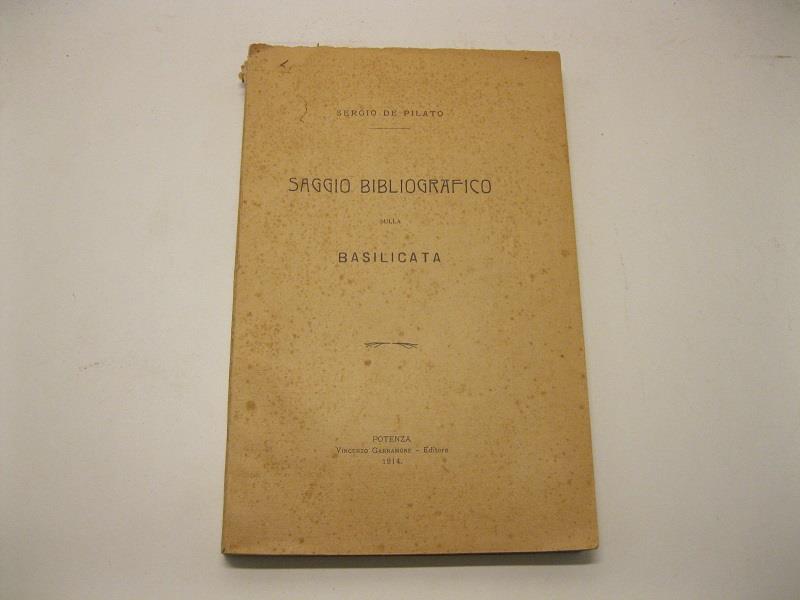 SERGIO DE PILATO
SAGGIO BIBLIOGRAFICO
SULLA
BASILICATA
POTENZA
VINCENZO GARRAMONE - Editore
1914.